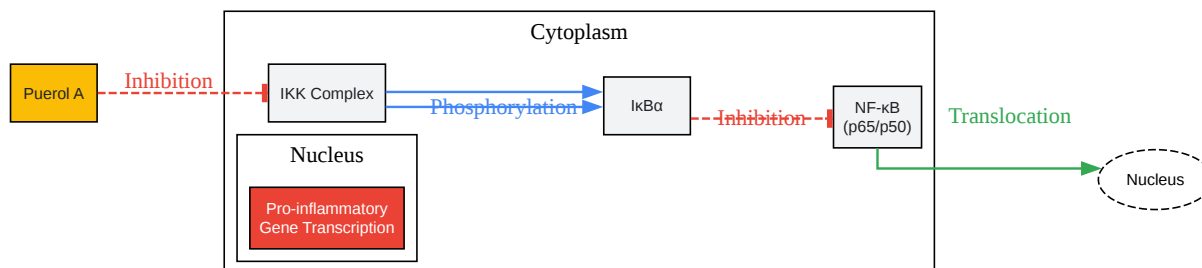 Cytoplasm
Puerol A
Inhibition
IKK Complex
Phosphorylation
IκBα
Inhibition
NF-κB
(p65/p50)
Translocation
Nucleus
Nucleus
Pro-inflammatory
Gene Transcription